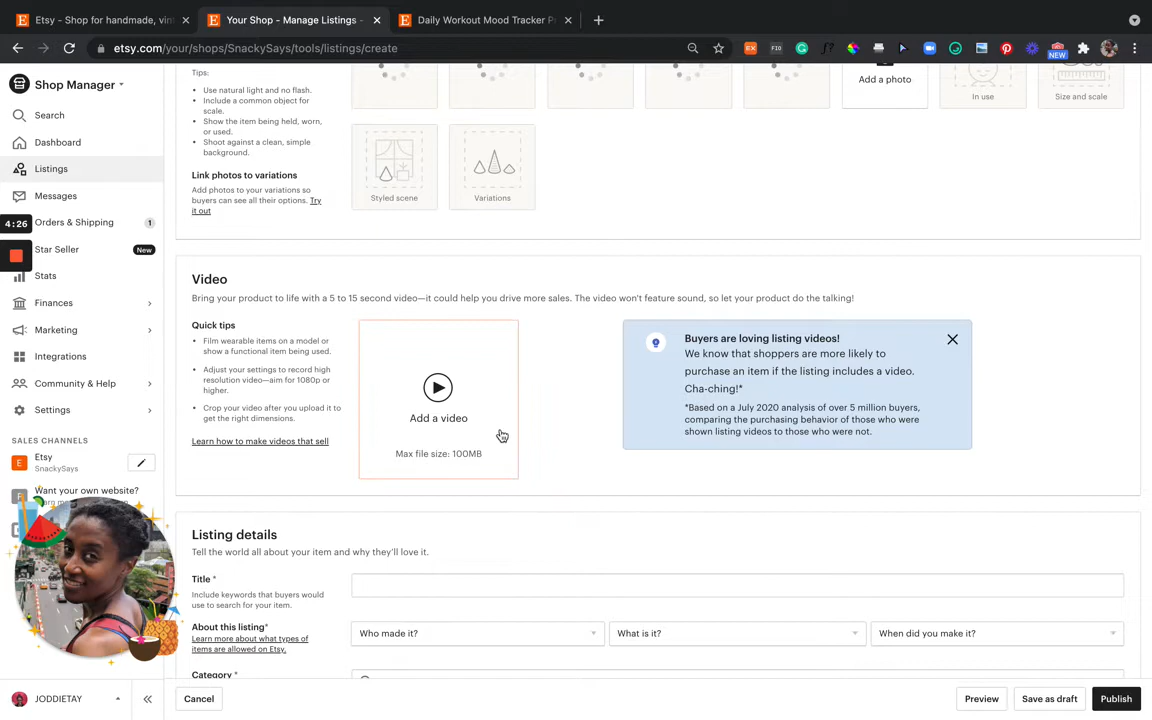 Etsy - Shop for handmade, vin
Your Shop - Manage Listings -
Daily Workout Mood Tracker P
etsy.com/your/shops/SnackySays/tools/listings/create
NEW
Shop Manager
Search
Dashboard
Listings
Messages
4:26
Orders & Shipping
1
Star Seller
New
Stats
Finances
Marketing
Integrations
Community & Help
Settings
SALES CHANNELS
Etsy
SnackySays
Want your own website?
JODDIETAY
Tips:
Use natural light and no flash.
Include a common object for
scale.
Show the item being held, worn,
or used.
Shoot against a clean, simple
background.
Link photos to variations
Add photos to your variations so
buyers can see all their options. Try
it out
Add a photo
In use
Size and scale
Styled scene
Variations
Video
Bring your product to life with a 5 to 15 second video—it could help you drive more sales. The video won't feature sound, so let your product do the talking!
Quick tips
Film wearable items on a model or
show a functional item being used.
Adjust your settings to record high
resolution video—aim for 1080p or
higher.
Crop your video after you upload it to
get the right dimensions.
Learn how to make videos that sell
Add a video
Max file size: 100MB
Buyers are loving listing videos!
We know that shoppers are more likely to
purchase an item if the listing includes a video.
Cha-ching!*
*Based on a July 2020 analysis of over 5 million buyers,
comparing the purchasing behavior of those who were
shown listing videos to those who were not.
Listing details
Tell the world all about your item and why they'll love it.
Title *
Include keywords that buyers would
use to search for your item.
About this listing*
Learn more about what types of
items are allowed on Etsy.
Who made it?
What is it?
When did you make it?
Category *
Cancel
Preview
Save as draft
Publish